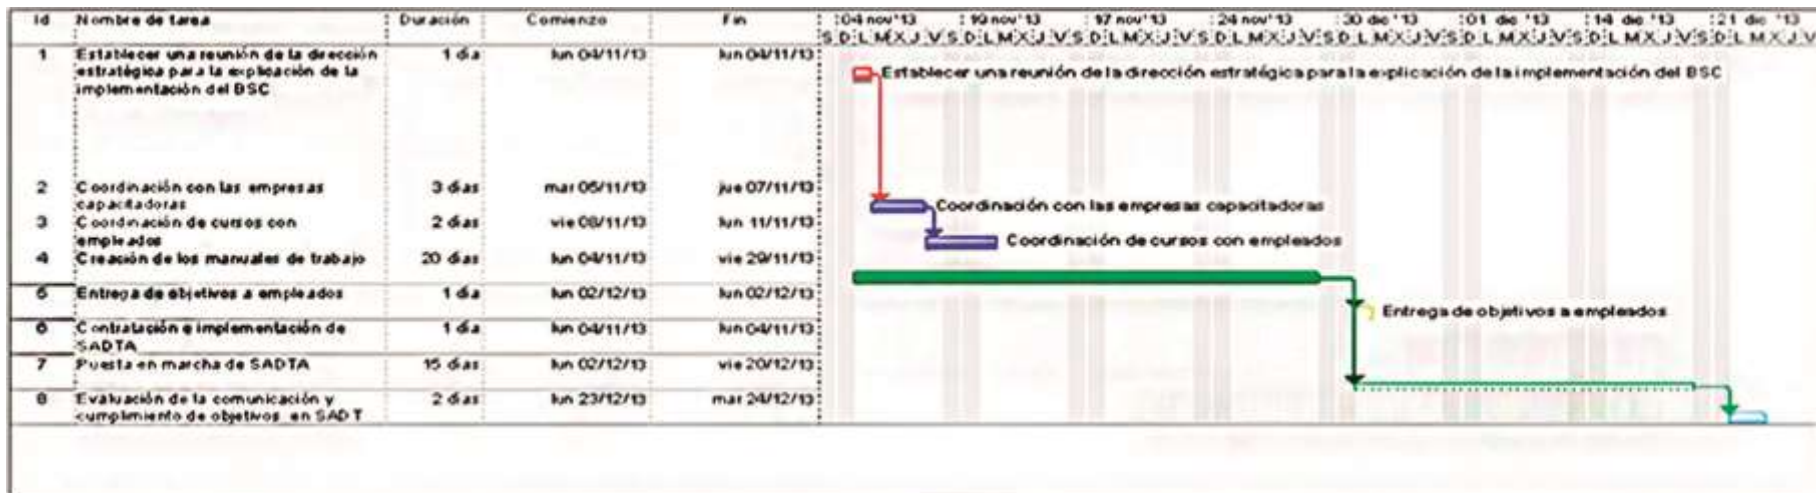 Id Nombre de tarea Duración Comienzo Fin 04 nov '13 nov '13 nov '13 24 nov '13 30 dic '13 01 dic '13 14 dic '13 21 dic '13
S D L M X J V S D L M X J V S D L M X J V S D L M X J V S D L M X J V S D L M X J V S D L M X J V S D L M X J V
1 Establecer una reunión de la dirección 1 día lun 04/11/13 lun 04/11/13
estratégica para la explicación de la Establecer una reunión de la dirección estratégica para la explicación de la implementación del BSC
implementación del BSC
2 Coordinación con las empresas 3 días mar 05/11/13 jue 07/11/13
capacitadoras Coordinación con las empresas capacitadoras
3 Coordinación de cursos con 2 días vie 08/11/13 lun 11/11/13
empleados Coordinación de cursos con empleados
4 Creación de los manuales de trabajo 20 días lun 04/11/13 vie 29/11/13
5 Entrega de objetivos a empleados 1 día lun 02/12/13 lun 02/12/13
Entrega de objetivos a empleados
6 Contratación e implementación de 1 día lun 04/11/13 lun 04/11/13
SADTA
7 Puesta en marcha de SADTA 15 días lun 02/12/13 vie 20/12/13
8 Evaluación de la comunicación y 2 días lun 23/12/13 mar 24/12/13
cumplimiento de objetivos en SADT